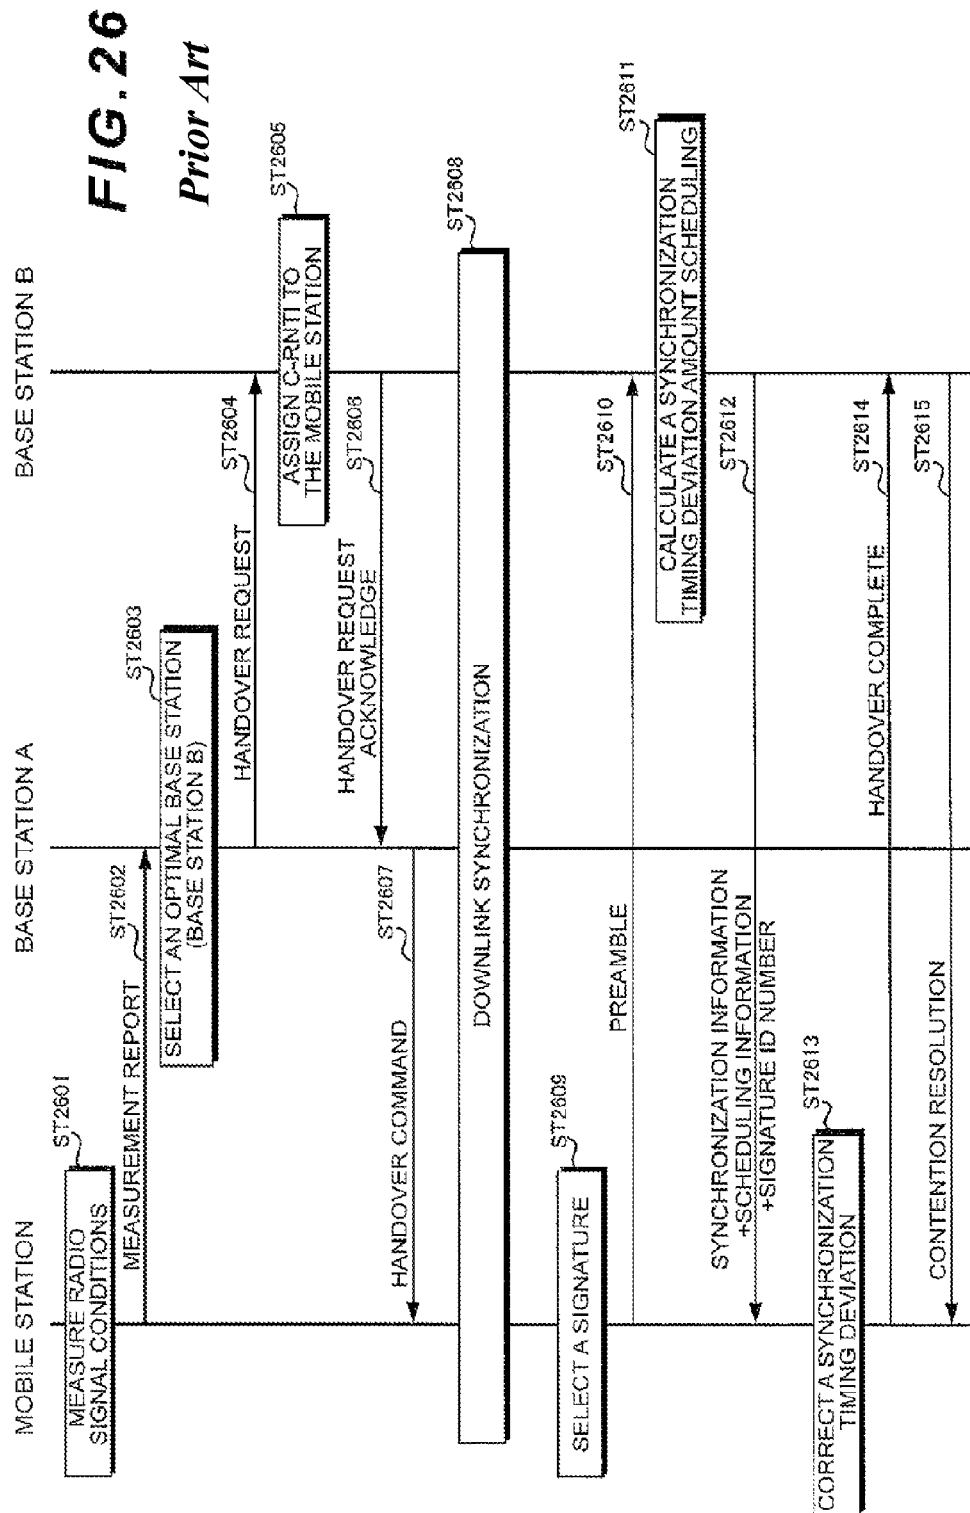 FIG.26
Prior Art
MOBILE STATION
BASE STATION A
BASE STATION B
MEASURE RADIO
SIGNAL CONDITIONS
ST2601
MEASUREMENT REPORT
ST2602
SELECT AN OPTIMAL BASE STATION
(BASE STATION B)
ST2603
HANDOVER REQUEST
ST2604
ASSIGN C-RNTI TO
THE MOBILE STATION
ST2605
HANDOVER REQUEST
ACKNOWLEDGE
ST2606
HANDOVER COMMAND
ST2607
DOWNLINK SYNCHRONIZATION
ST2608
SELECT A SIGNATURE
ST2609
PREAMBLE
ST2610
CALCULATE A SYNCHRONIZATION
TIMING DEVIATION AMOUNT SCHEDULING
ST2611
SYNCHRONIZATION INFORMATION
+SCHEDULING INFORMATION
+SIGNATURE ID NUMBER
ST2612
CORRECT A SYNCHRONIZATION
TIMING DEVIATION
ST2613
HANDOVER COMPLETE
ST2614
CONTENTION RESOLUTION
ST2615